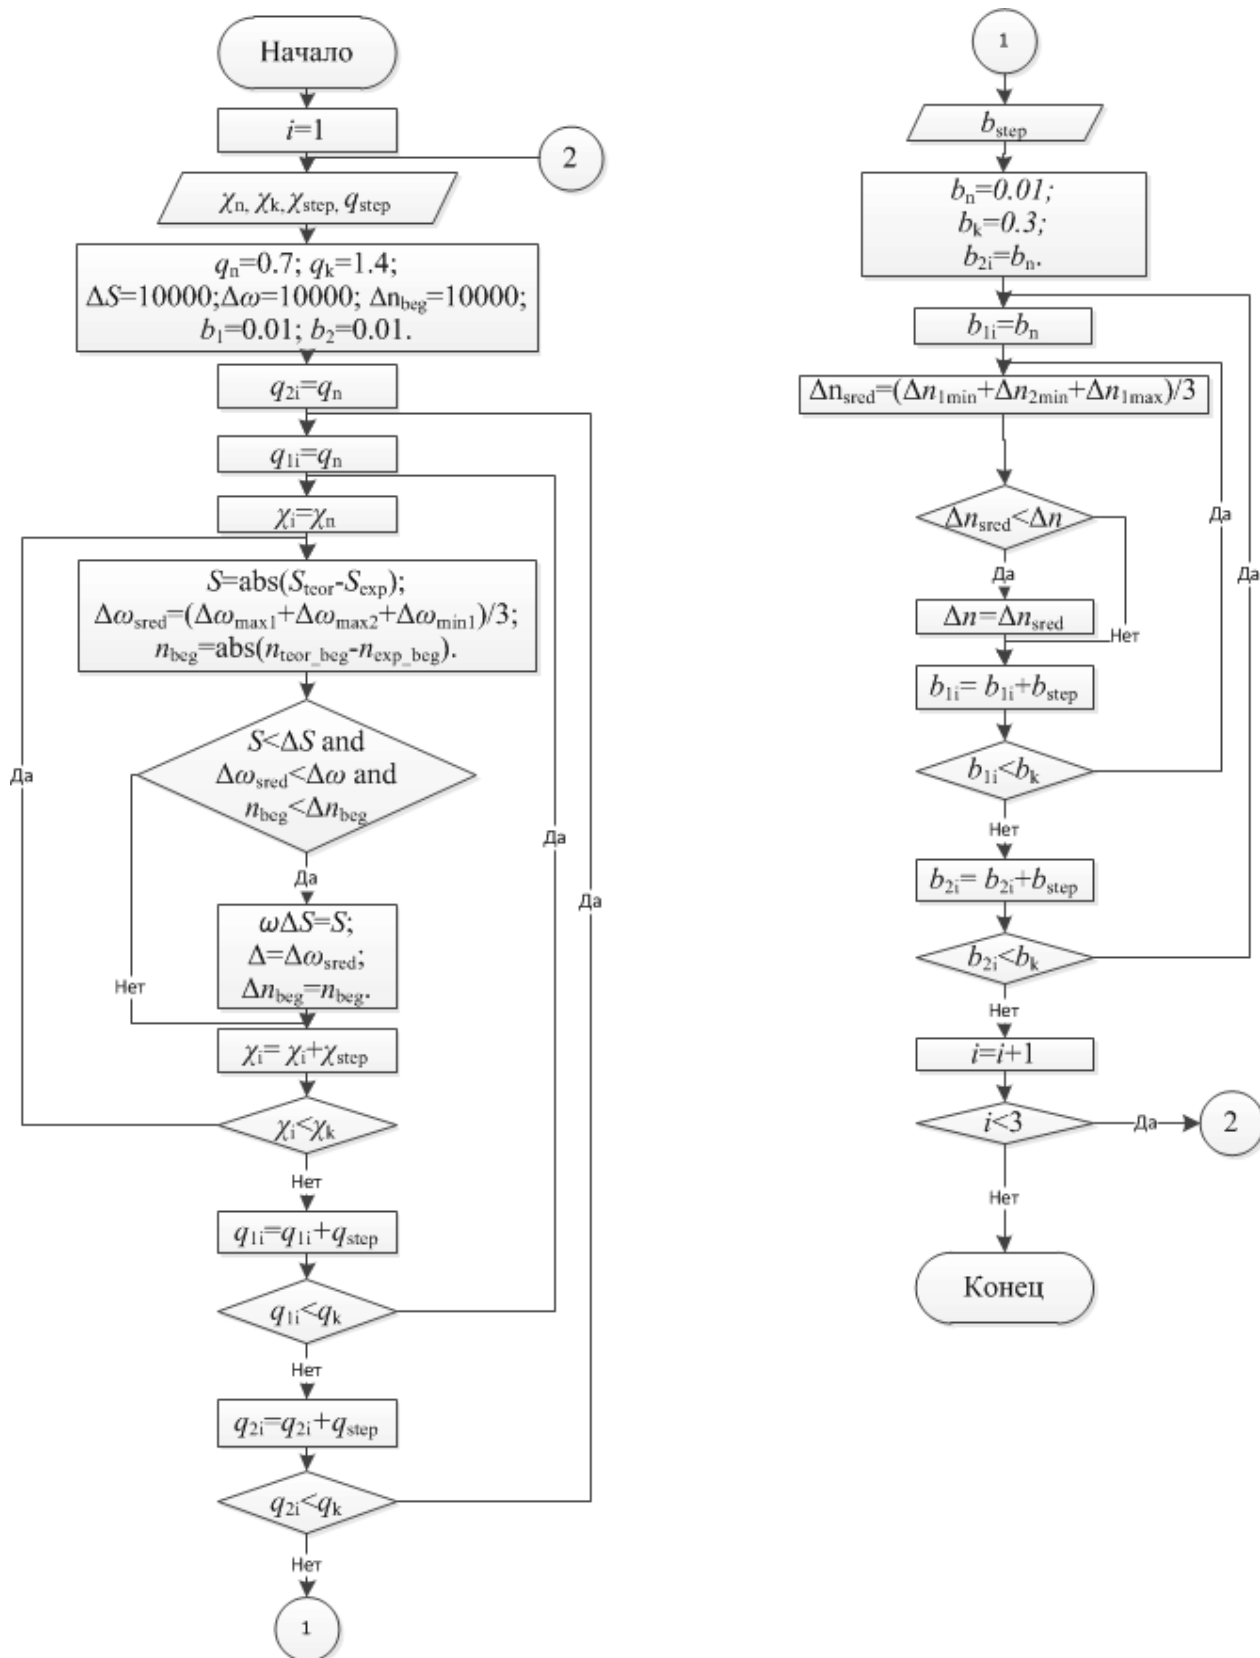 Начало
i=1
2
χn, χk, χstep, qstep
qn=0.7; qk=1.4;
ΔS=10000;Δω=10000; Δnbeg=10000;
b1=0.01; b2=0.01.
q2i=qn
q1i=qn
χi=χn
S=abs(Steor-Sexp);
Δωsred=(Δωmax1+Δωmax2+Δωmin1)/3;
nbeg=abs(nteor_beg-nexp_beg).
S<ΔS and
Δωsred<Δω and
nbeg<Δnbeg
Да
Да
Да
Да
ωΔS=S;
Δ=Δωsred;
Δnbeg=nbeg.
Нет
χi= χi+χstep
χi<χk
Нет
q1i=q1i+qstep
q1i<qk
Нет
q2i=q2i+qstep
q2i<qk
Нет
1
1
bstep
bn=0.01;
bk=0.3;
b2i=bn.
b1i=bn
Δnsred=(Δn1min+Δn2min+Δn1max)/3
Δnsred<Δn
Да
Да
Да
Δn=Δnsred
Нет
b1i= b1i+bstep
b1i<bk
Нет
b2i= b2i+bstep
b2i<bk
Нет
i=i+1
i<3
Да
2
Нет
Конец